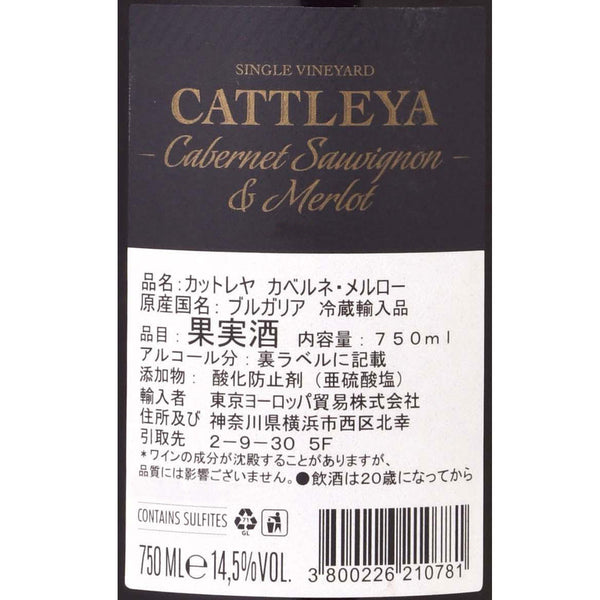 SINGLE VINEYARD
CATTLEYA
- Cabernet Sauvignon -
& Merlot
品名:カットレヤ カベルネ・メルロー
原産国名: ブルガリア 冷蔵輸入品
品目:果実酒 内容量:750ml
アルコール分:裏ラベルに記載
添加物: 酸化防止剤(亜硫酸塩)
輸入者 東京ヨーロッパ貿易株式会社
住所及び 神奈川県横浜市西区北幸
引取先 2-9-30 5F
*ワインの成分が沈殿することがありますが、
品質には影響ございません。●飲酒は20歳になってから
CONTAINS SULFITES 71 GL
750 ML e 14,5%VOL.
3 800226 210781